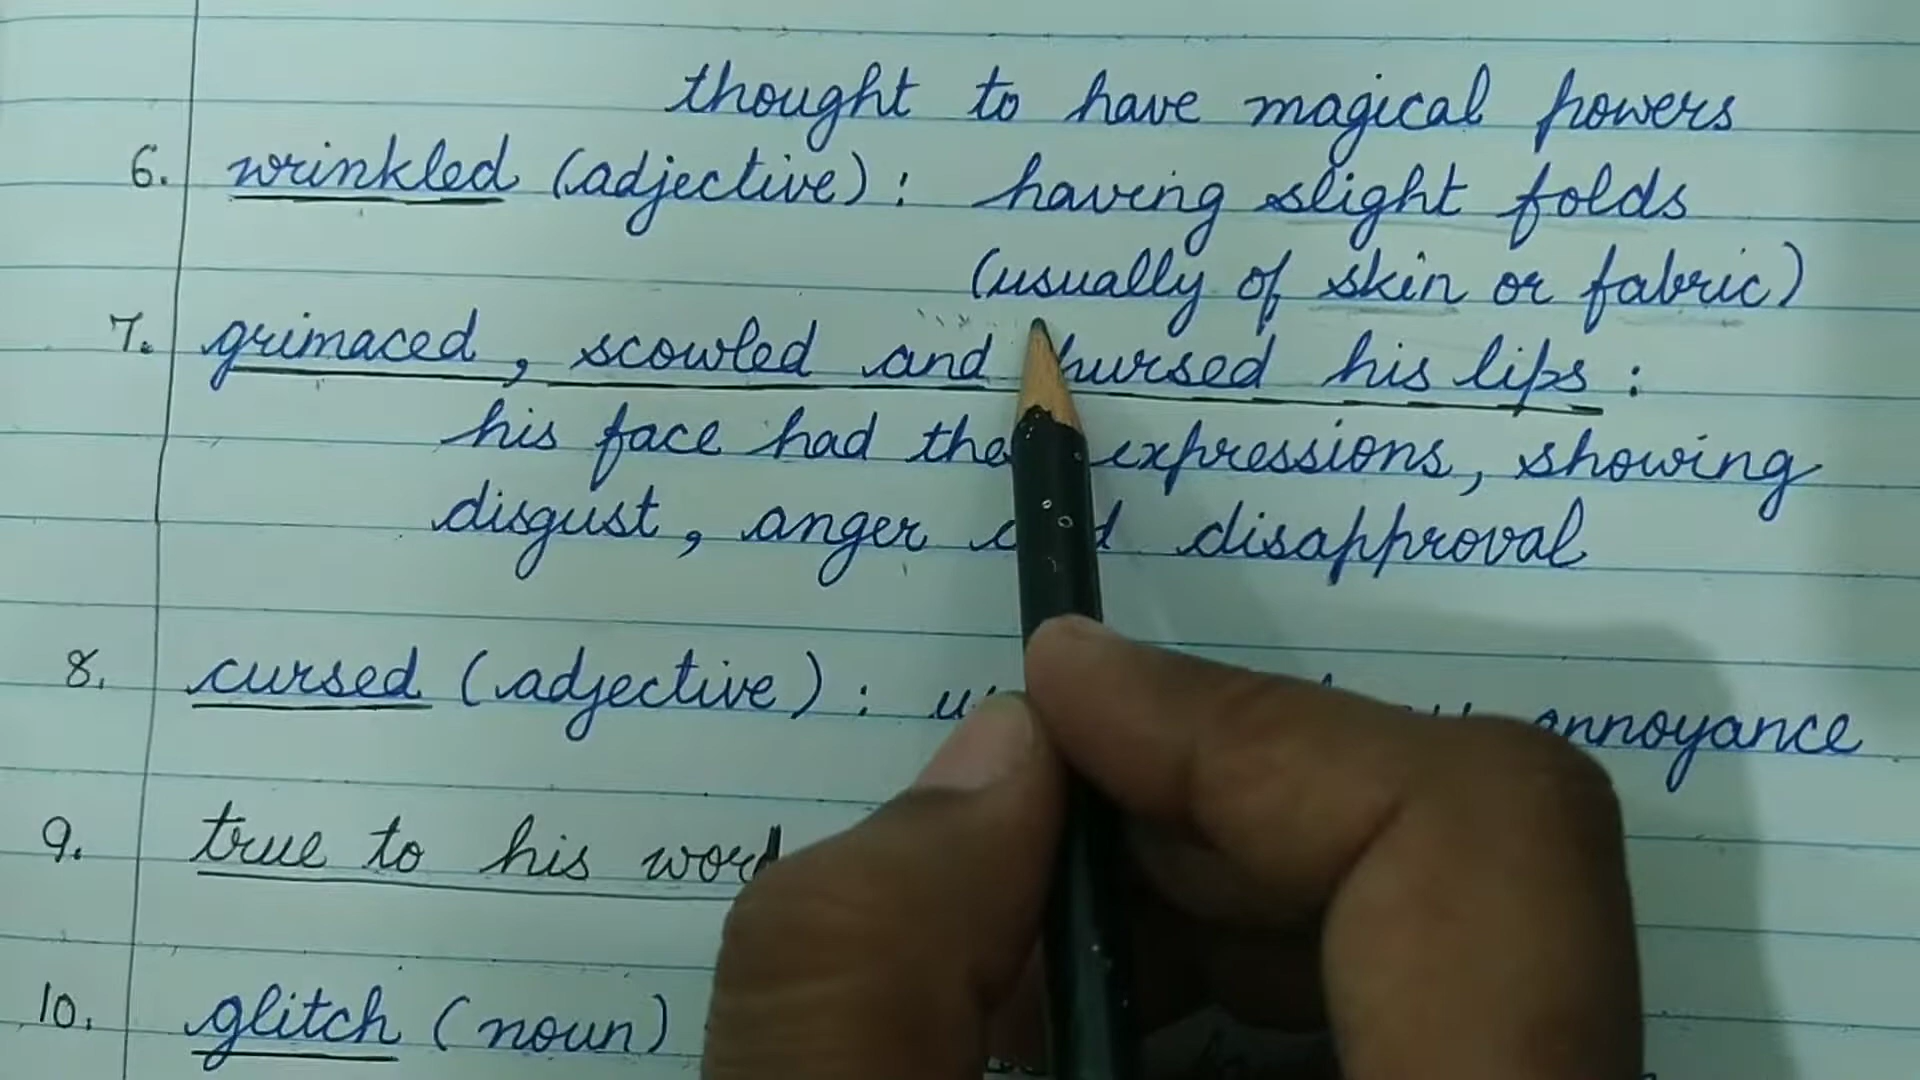 thought to have magical powers
6. wrinkled (adjective) : having slight folds
(usually of skin or fabric)
7. grimaced, scowled and pursed his lips :
his face had expressions, showing
disgust, anger disapproval
8. cursed (adjective) : annoyance
9. true to his word
10. glitch (noun)